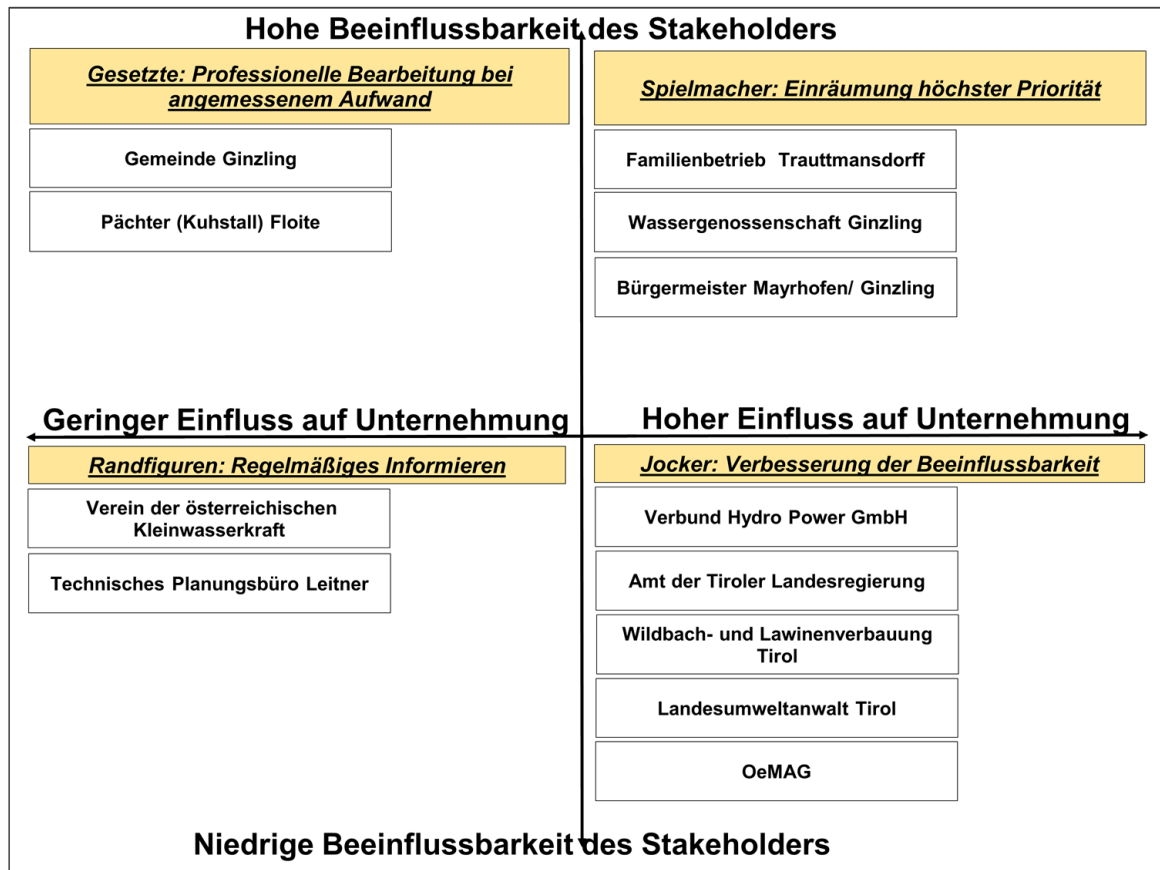 Hohe Beeinflussbarkeit des Stakeholders
Gesetzte: Professionelle Bearbeitung bei
angemessenem Aufwand
Gemeinde Ginzling
Pächter (Kuhstall) Floite
Spielmacher: Einräumung höchster Priorität
Familienbetrieb Trauttmansdorff
Wassergenossenschaft Ginzling
Bürgermeister Mayrhofen/ Ginzling
Geringer Einfluss auf Unternehmung
Hoher Einfluss auf Unternehmung
Randfiguren: Regelmäßiges Informieren
Verein der österreichischen
Kleinwasserkraft
Technisches Planungsbüro Leitner
Jocker: Verbesserung der Beeinflussbarkeit
Verbund Hydro Power GmbH
Amt der Tiroler Landesregierung
Wildbach- und Lawinenverbauung
Tirol
Landesumweltanwalt Tirol
OeMAG
Niedrige Beeinflussbarkeit des Stakeholders